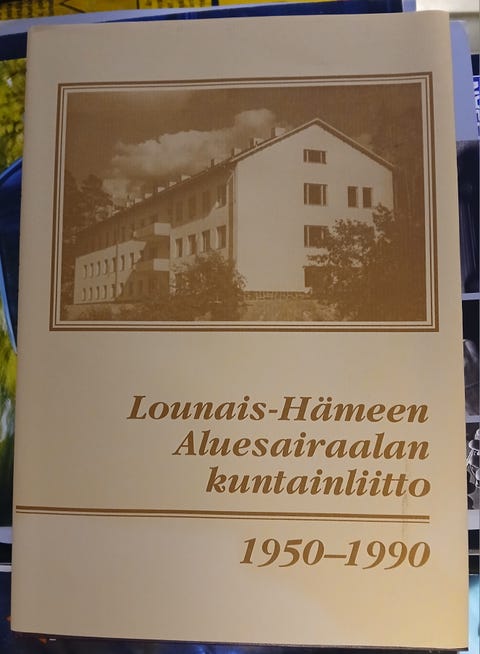 Lounais-Hämeen
Aluesairaalan
kuntainliitto
1950–1990